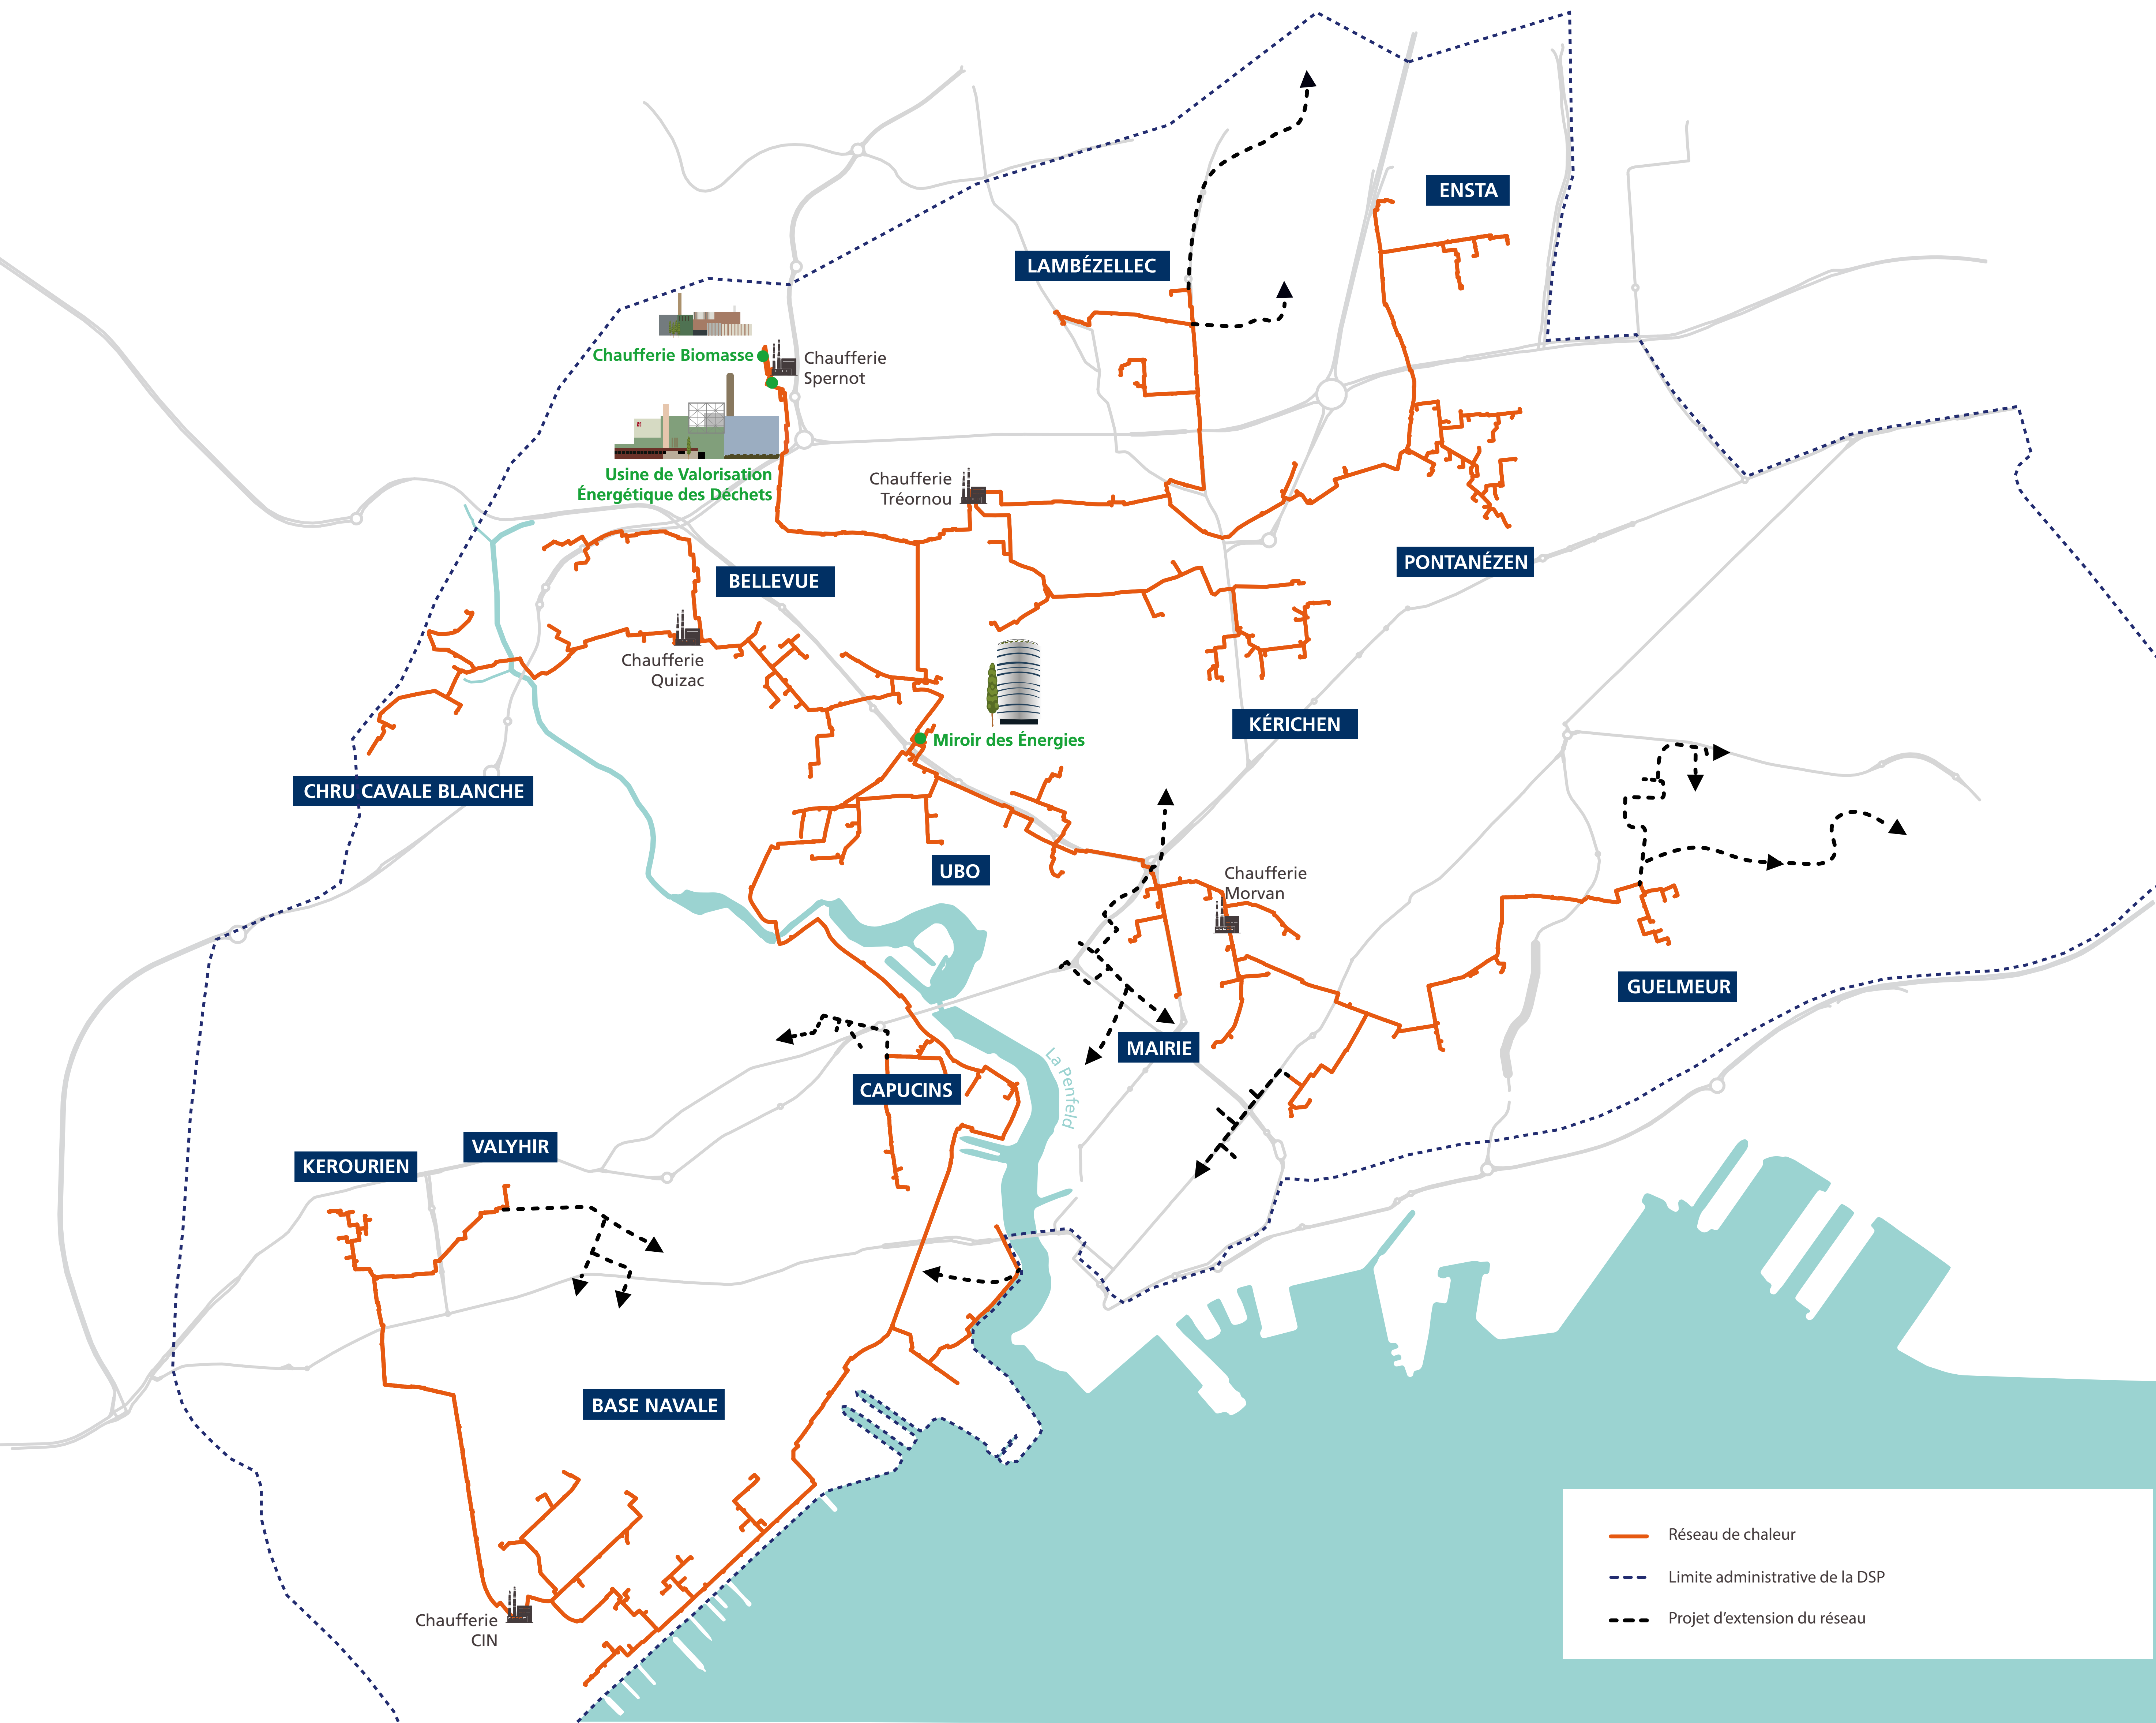 ENSTA
LAMBÉZELLEC
Chaufferie Biomasse
Chaufferie
Spernot
Usine de Valorisation
Énergétique des Déchets
Chaufferie
Tréornou
PONTANÉZEN
BELLEVUE
Chaufferie
Quizac
KÉRICHEN
Miroir des Énergies
CHRU CAVALE BLANCHE
UBO
Chaufferie
Morvan
GUELMEUR
MAIRIE
La Penfeld
CAPUCINS
VALYHIR
KEROURIEN
BASE NAVALE
Chaufferie
CIN
Réseau de chaleur
Limite administrative de la DSP
Projet d'extension du réseau